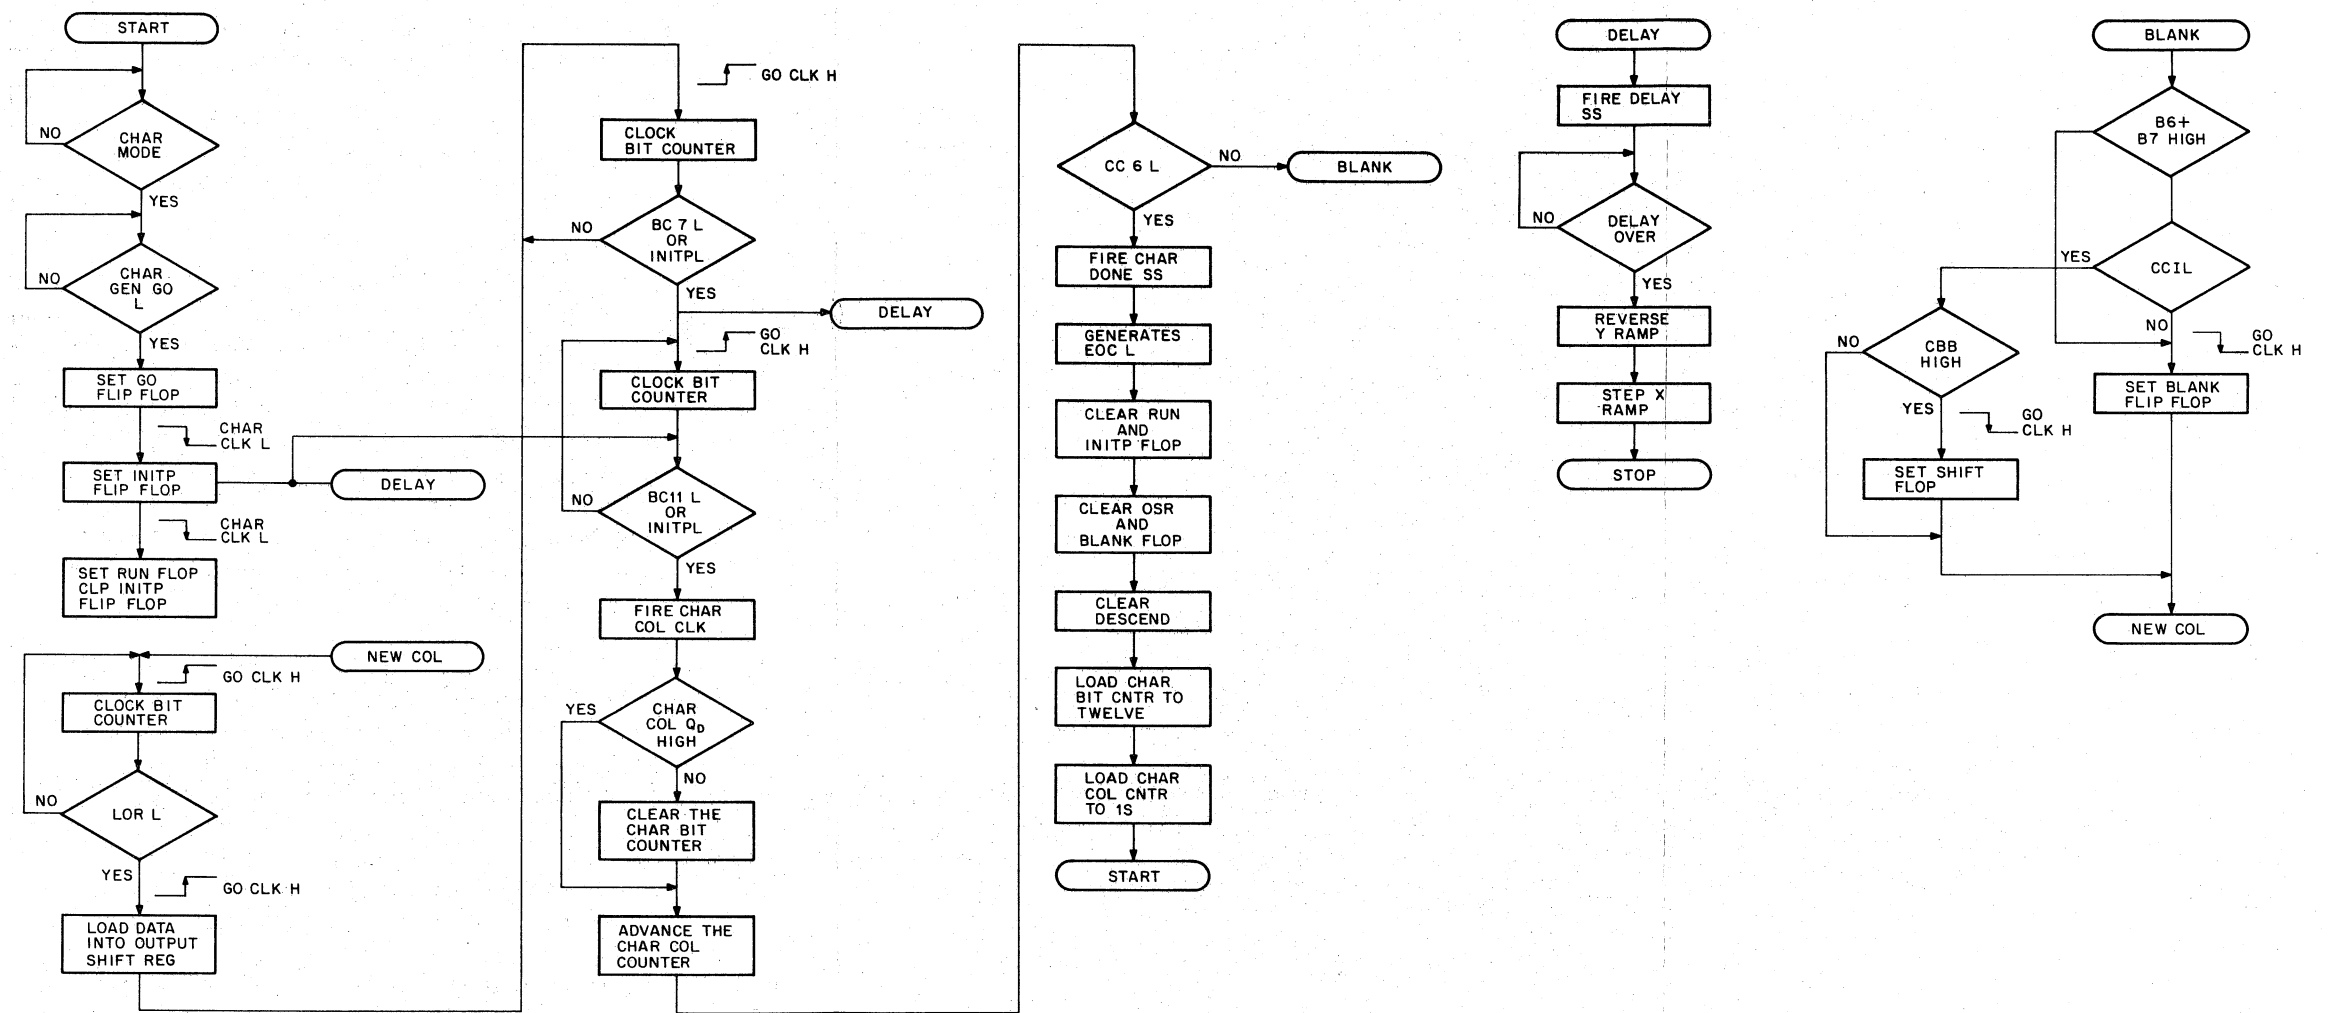 START
NO
CHAR
MODE
YES
NO
CHAR
GEN GO
L
YES
SET GO
FLIP FLOP
CHAR
CLK L
SET INITP
FLIP FLOP
DELAY
CHAR
CLK L
SET RUN FLOP
CLP INITP
FLIP FLOP
NEW COL
GO CLK H
CLOCK BIT
COUNTER
NO
LOR L
YES
GO CLK H
LOAD DATA
INTO OUTPUT
SHIFT REG
GO CLK H
CLOCK
BIT COUNTER
NO
BC 7 L
OR
INITPL
YES
DELAY
GO
CLK H
CLOCK BIT
COUNTER
NO
BC11 L
OR
INITPL
YES
FIRE CHAR
COL CLK
YES
CHAR
COL QD
HIGH
NO
CLEAR THE
CHAR BIT
COUNTER
ADVANCE THE
CHAR COL
COUNTER
CC 6 L
NO
BLANK
YES
FIRE CHAR
DONE SS
GENERATES
EOC L
CLEAR RUN
AND
INITP FLOP
CLEAR OSR
AND
BLANK FLOP
CLEAR
DESCEND
LOAD CHAR
BIT CNTR TO
TWELVE
LOAD CHAR
COL CNTR
TO 1S
START
DELAY
FIRE DELAY
SS
NO
DELAY
OVER
YES
REVERSE
Y RAMP
STEP X
RAMP
STOP
BLANK
B6+
B7 HIGH
YES
CCIL
NO
GO
CLK H
NO
CBB
HIGH
YES
GO
CLK H
SET SHIFT
FLOP
SET BLANK
FLIP FLOP
NEW COL